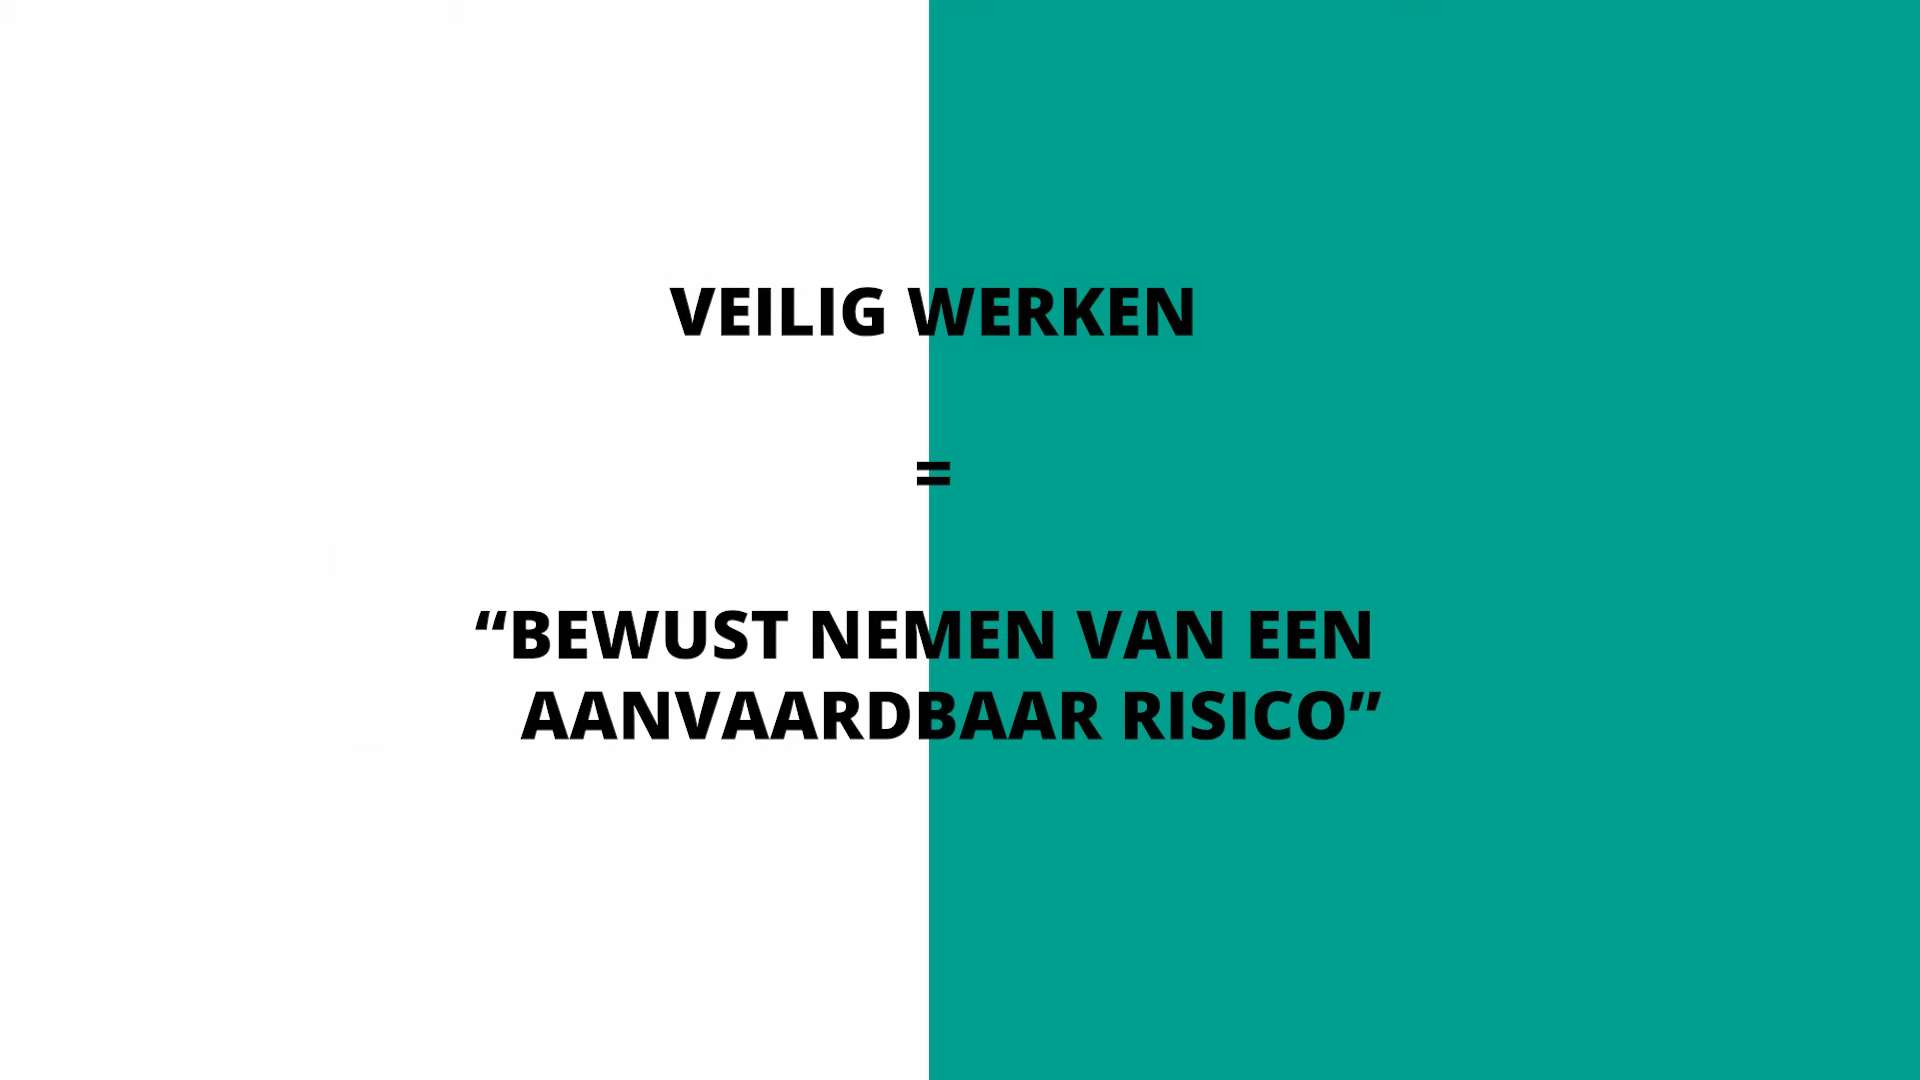 VEILIG WERKEN
=
“BEWUST NEMEN VAN EEN
AANVAARDBAAR RISICO”